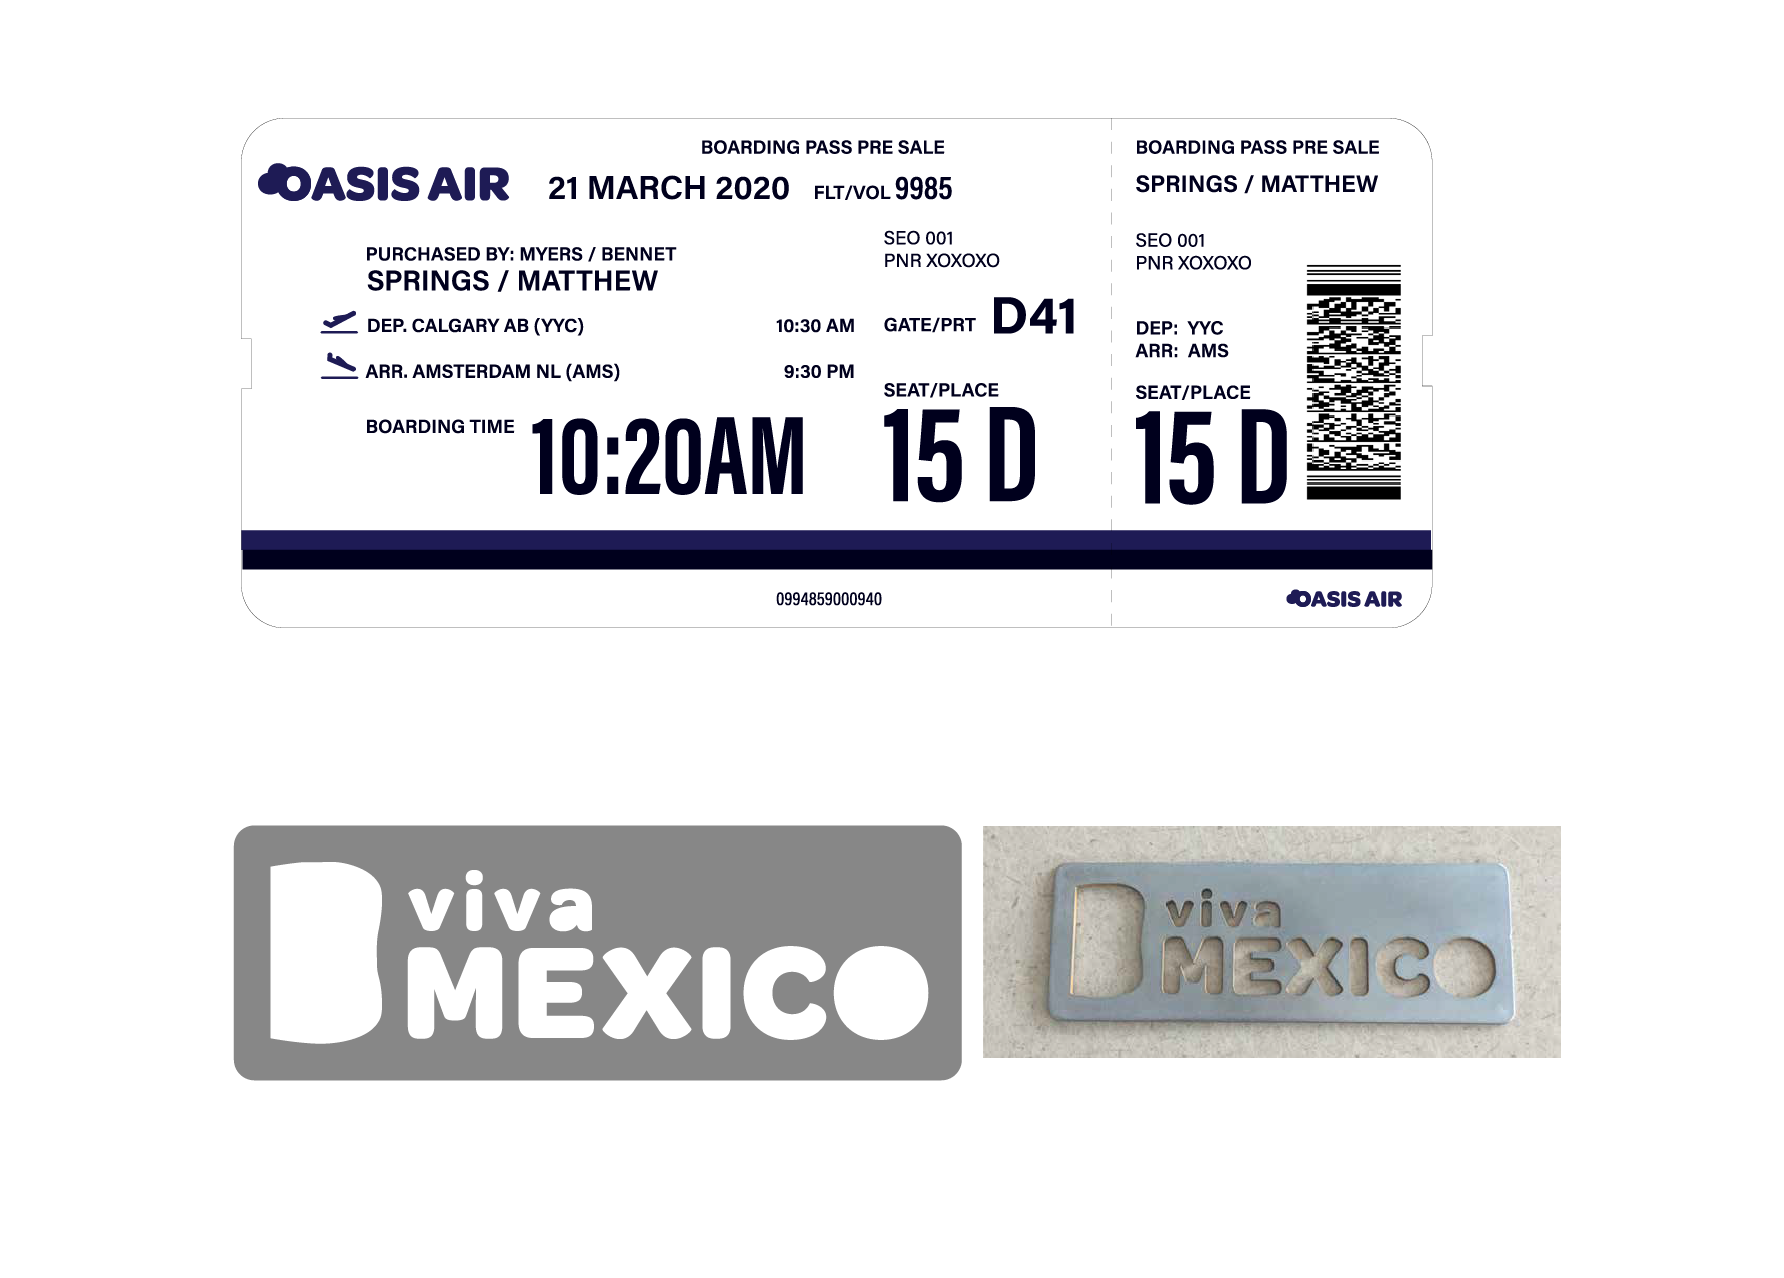 BOARDING PASS PRE SALE
OASIS AIR 21 MARCH 2020 FLT/VOL 9985
PURCHASED BY: MYERS / BENNET
SPRINGS / MATTHEW
SEO 001
PNR XOXOXO
DEP. CALGARY AB (YYC) 10:30 AM
GATE/PRT D41
ARR. AMSTERDAM NL (AMS) 9:30 PM
BOARDING TIME 10:20AM
SEAT/PLACE
15 D
0994859000940
BOARDING PASS PRE SALE
SPRINGS / MATTHEW
SEO 001
PNR XOXOXO
DEP: YYC
ARR: AMS
SEAT/PLACE
15 D
OASIS AIR
viva
MEXICO
viva
MEXICO